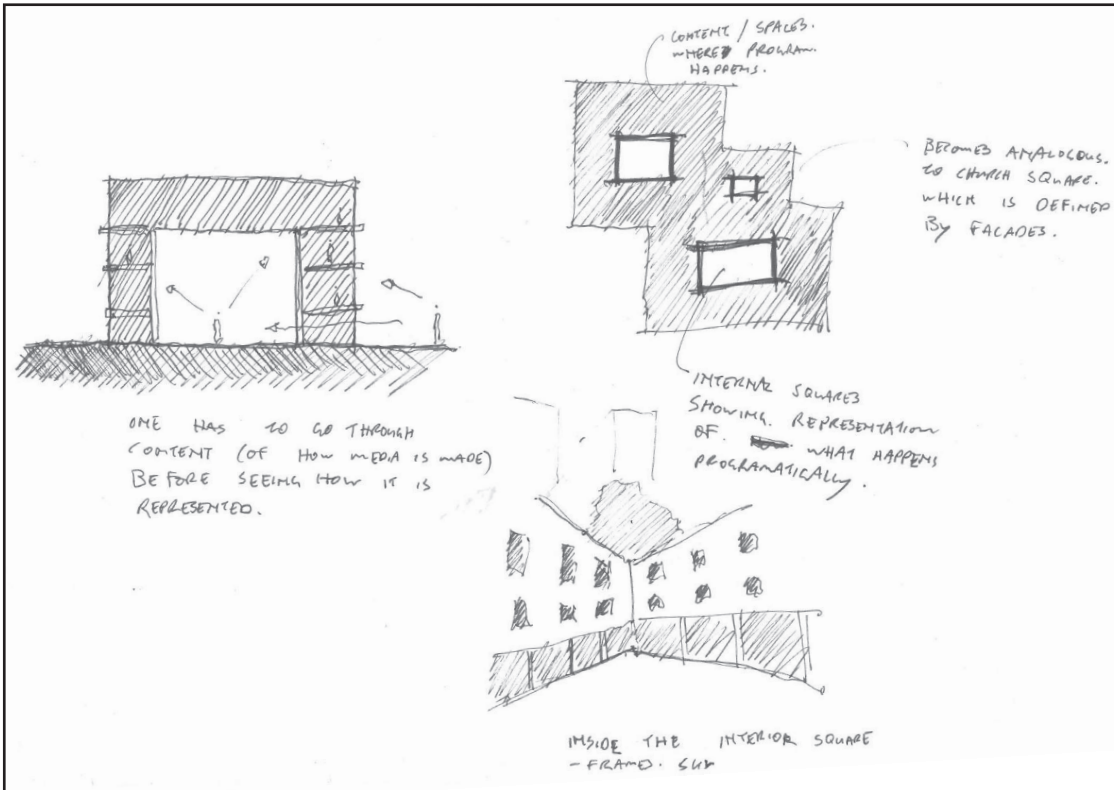 CONTENT / SPACES.
WHERE PROGRAM.
HAPPENS.
BECOMES ANALOGOUS.
TO CHURCH SQUARE.
WHICH IS DEFINED
BY FACADES.
INTERNAL SQUARES
SHOWING. REPRESENTATION
OF. WHAT HAPPENS
PROGRAMATICALLY.
ONE HAS TO GO THROUGH
CONTENT (OF HOW MEDIA IS MADE)
BEFORE SEEING HOW IT IS
REPRESENTED.
INSIDE THE INTERIOR SQUARE
- FRAMED. SKY